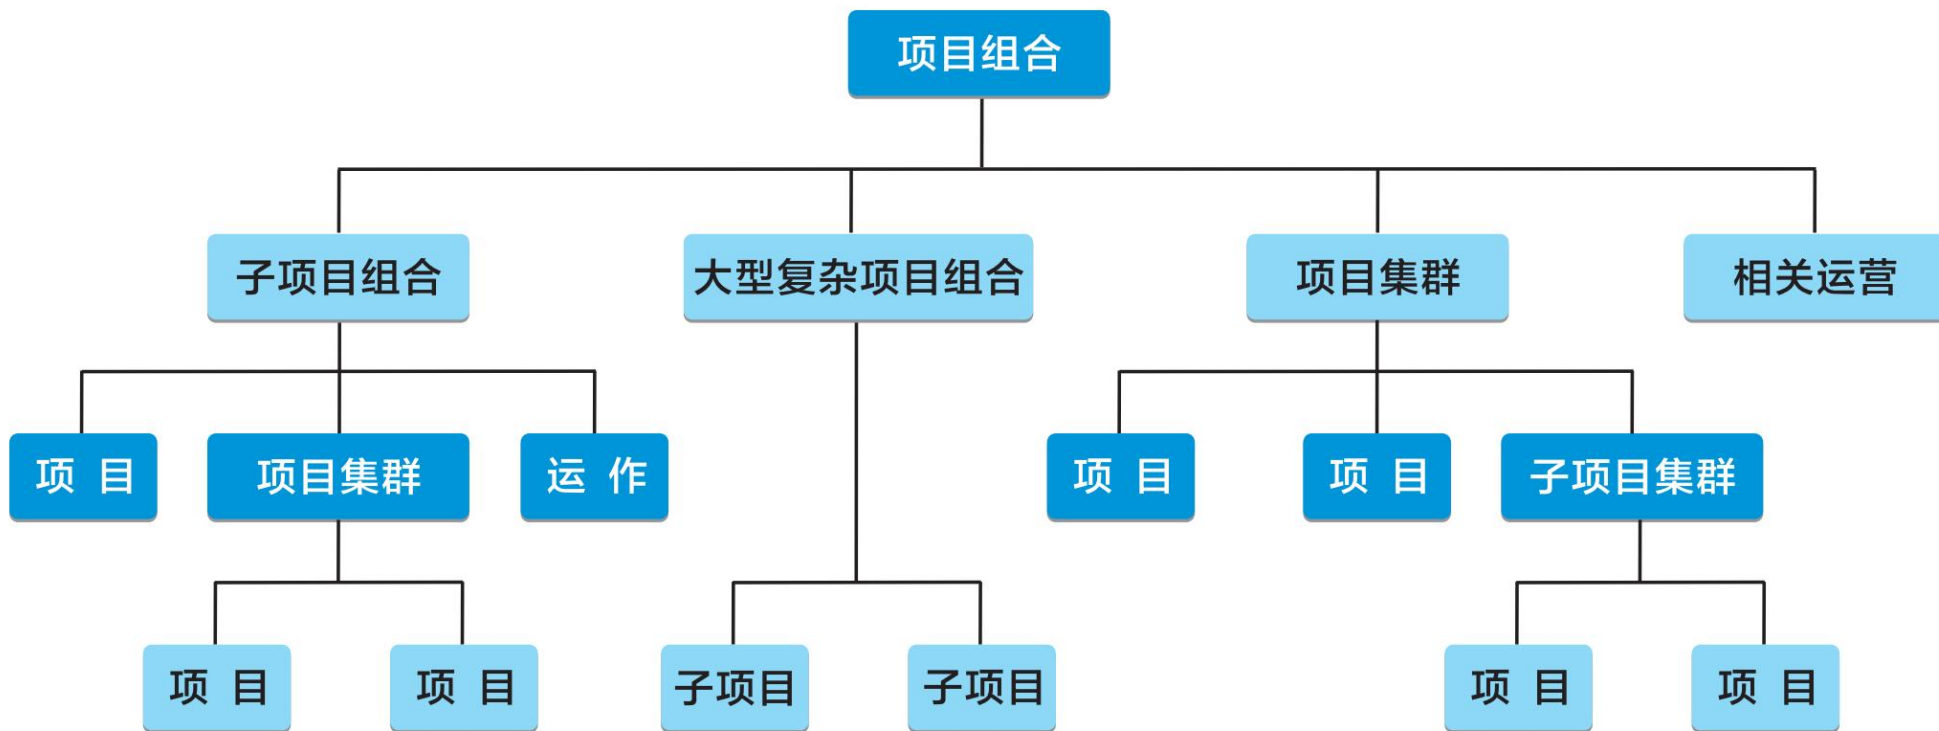 项目组合
子项目组合
大型复杂项目组合
项目集群
相关运营
项 目
项目集群
运 作
项 目
项 目
子项目集群
项 目
项 目
子项目
子项目
项 目
项 目